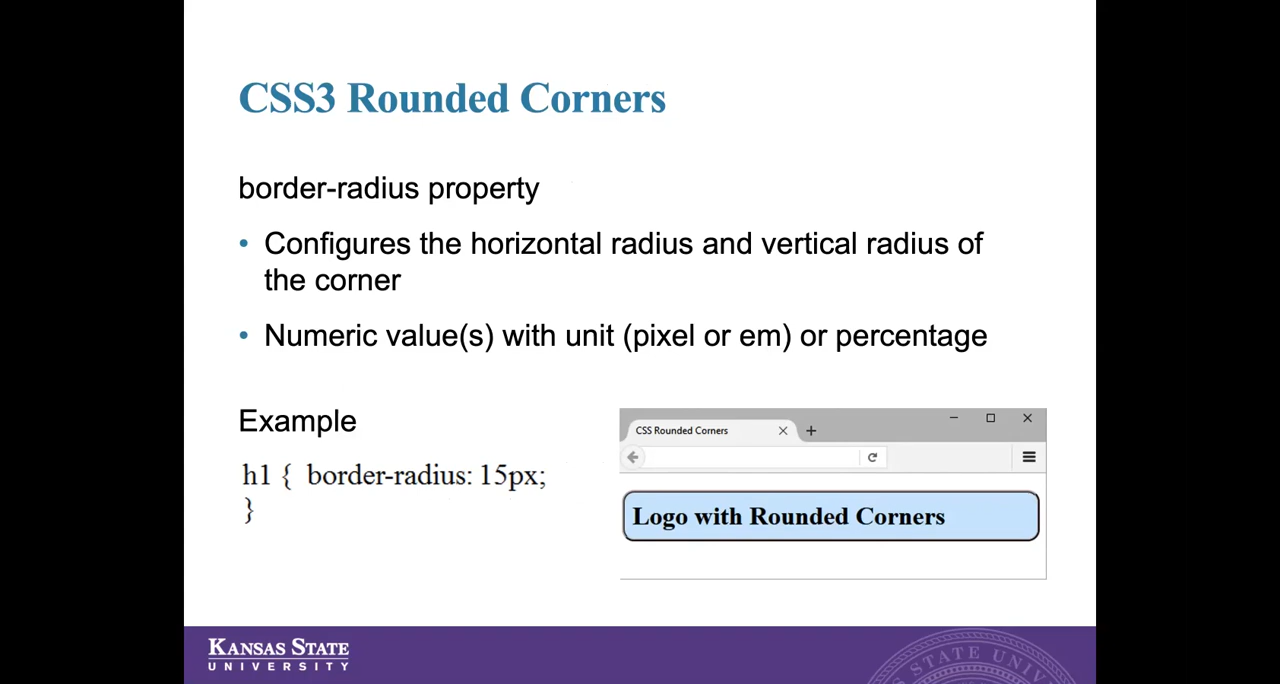 CSS3 Rounded Corners
border-radius property
• Configures the horizontal radius and vertical radius of
the corner
• Numeric value(s) with unit (pixel or em) or percentage
Example
h1 { border-radius: 15px;
}
CSS Rounded Corners
Logo with Rounded Corners
KANSAS STATE
UNIVERSITY
STATE UNIV